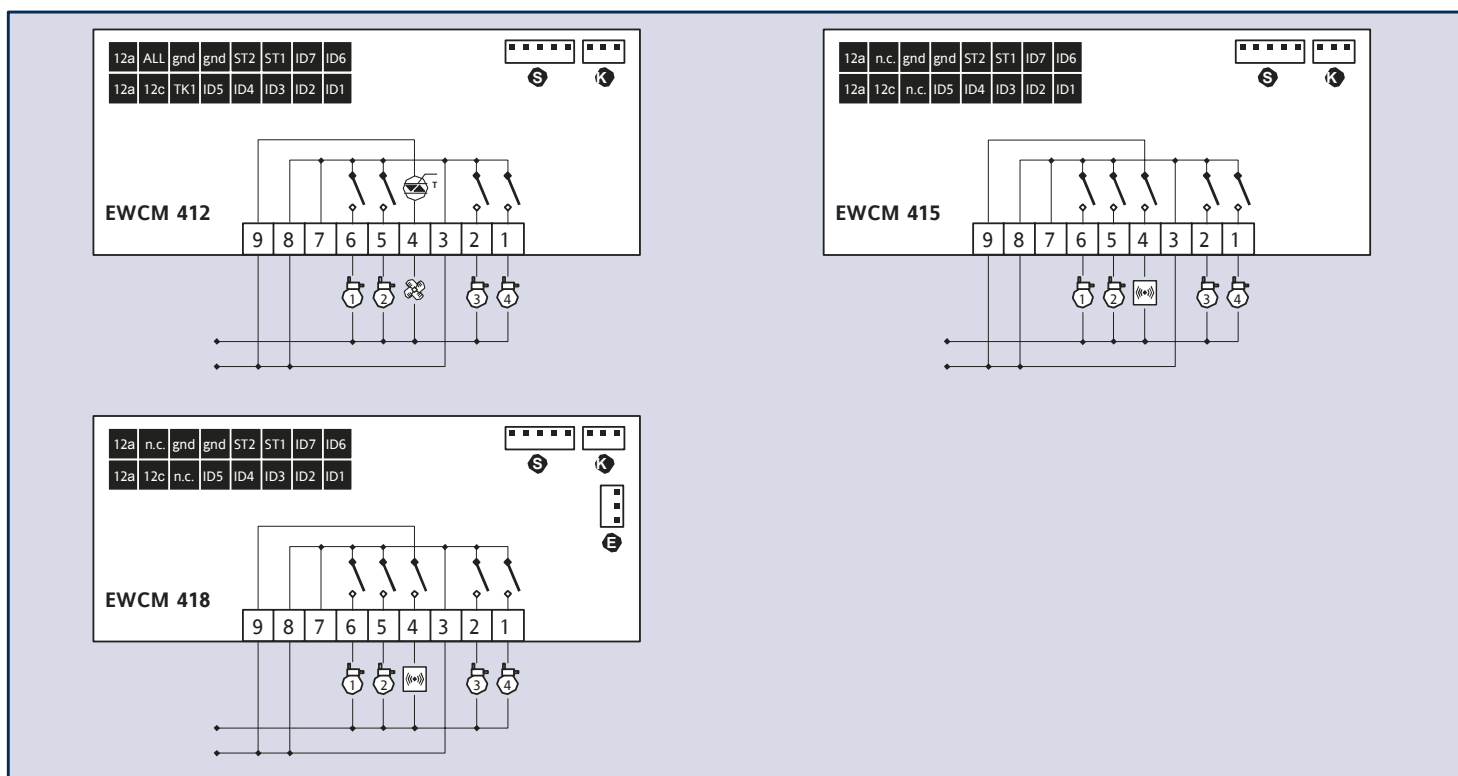 12a ALL gnd gnd ST2 ST1 ID7 ID6
12a 12c TK1 ID5 ID4 ID3 ID2 ID1
S K
T
EWCM 412
9 8 7 6 5 4 3 2 1
1 2 3 4
12a n.c. gnd gnd ST2 ST1 ID7 ID6
12a 12c n.c. ID5 ID4 ID3 ID2 ID1
S K
EWCM 415
9 8 7 6 5 4 3 2 1
1 2 3 4
12a n.c. gnd gnd ST2 ST1 ID7 ID6
12a 12c n.c. ID5 ID4 ID3 ID2 ID1
S K
E
EWCM 418
9 8 7 6 5 4 3 2 1
1 2 3 4